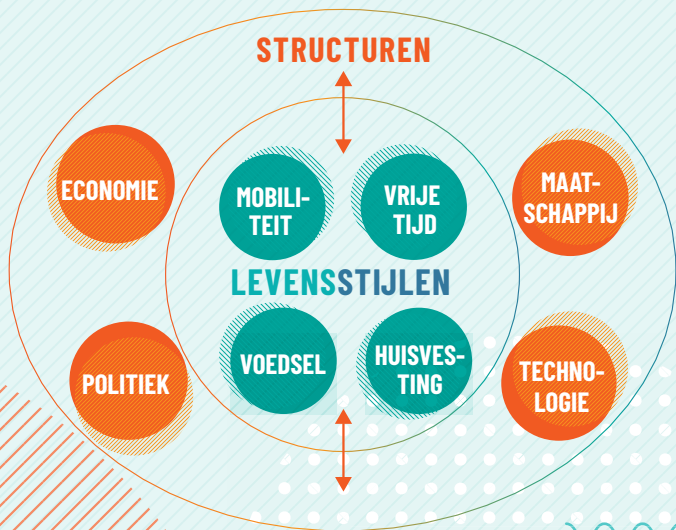 STRUCTUREN
ECONOMIE
MOBILI-
TEIT
VRIJE
TIJD
MAAT-
SCHAPPIJ
LEVENSSTIJLEN
POLITIEK
VOEDSEL
HUISVES-
TING
TECHNO-
LOGIE